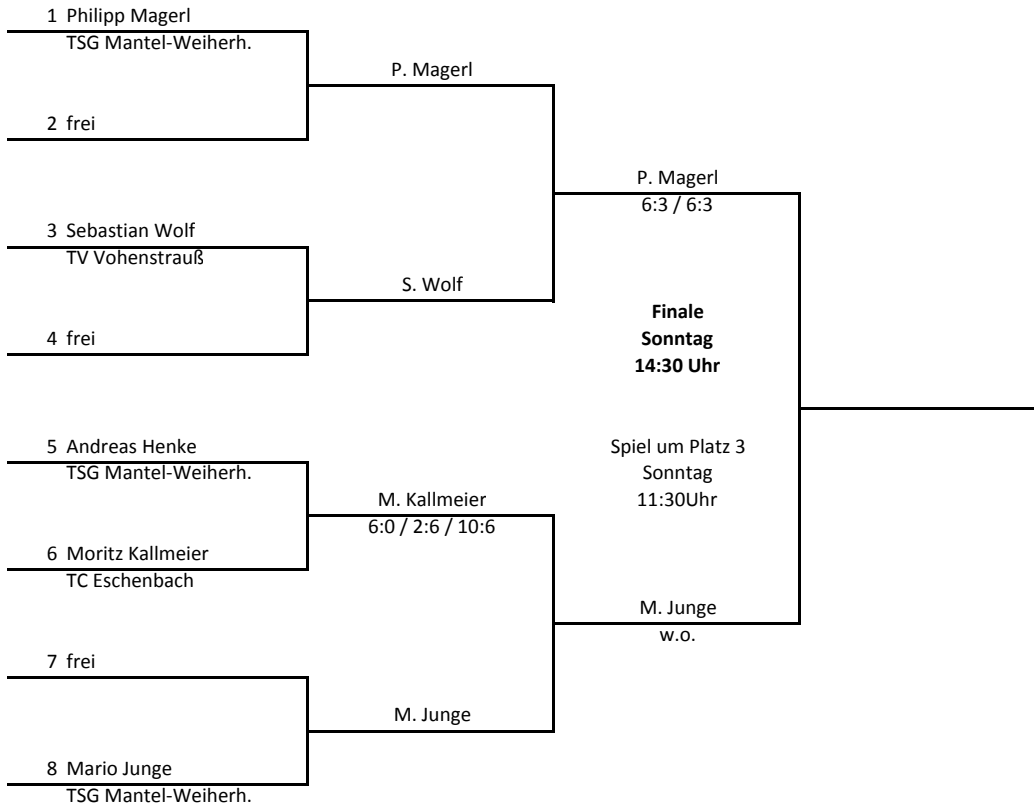 1 Philipp Magerl
TSG Mantel-Weiherh.
P. Magerl
2 frei
P. Magerl
6:3 / 6:3
3 Sebastian Wolf
TV Vohenstrauß
S. Wolf
4 frei
Finale
Sonntag
14:30 Uhr
5 Andreas Henke
TSG Mantel-Weiherh.
Spiel um Platz 3
Sonntag
11:30Uhr
M. Kallmeier
6:0 / 2:6 / 10:6
6 Moritz Kallmeier
TC Eschenbach
M. Junge
w.o.
7 frei
M. Junge
8 Mario Junge
TSG Mantel-Weiherh.